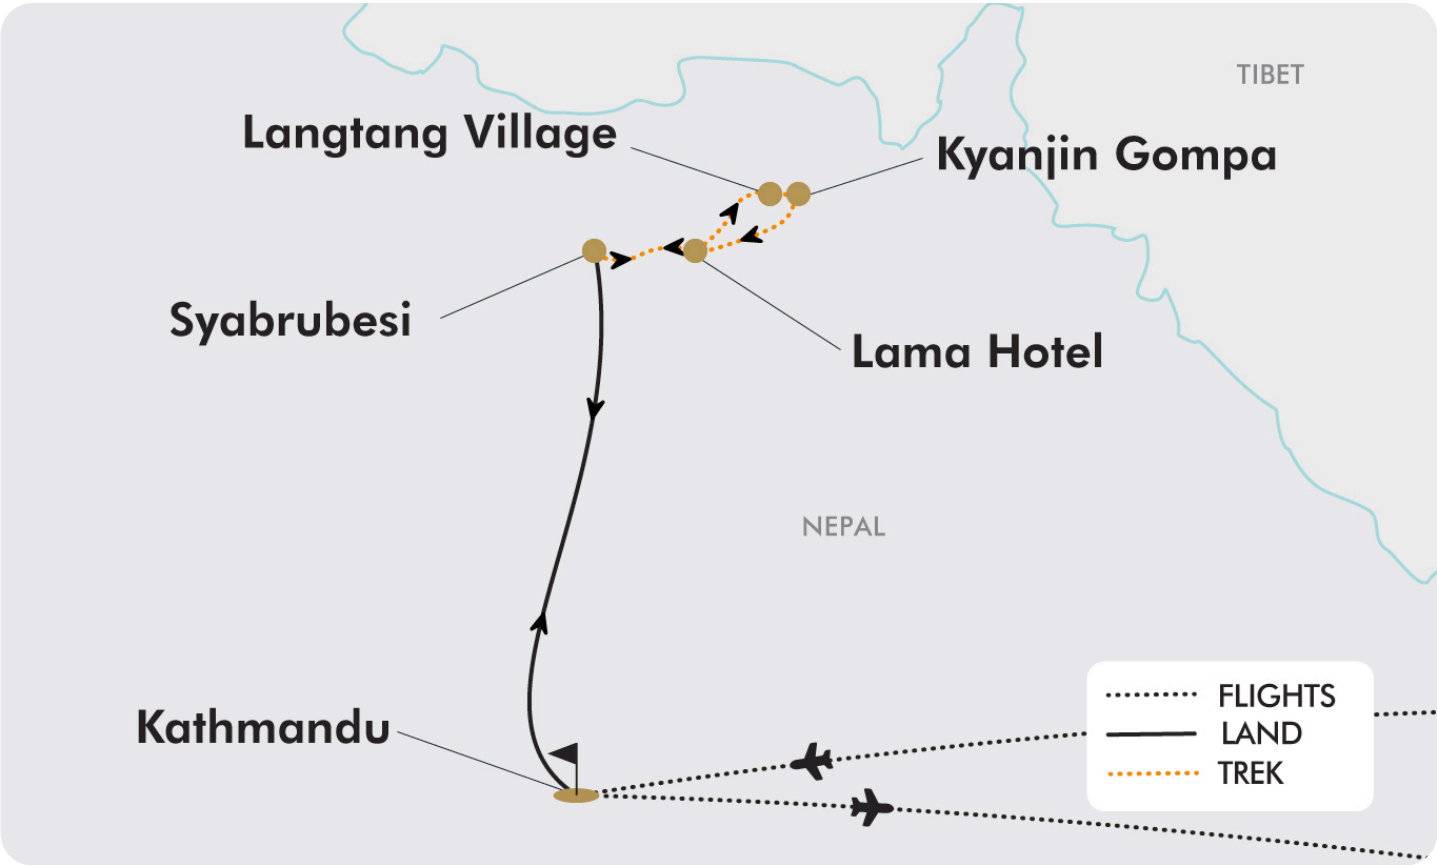 TIBET
Langtang Village
Kyanjin Gompa
Syabrubesi
Lama Hotel
NEPAL
Kathmandu
FLIGHTS
LAND
TREK